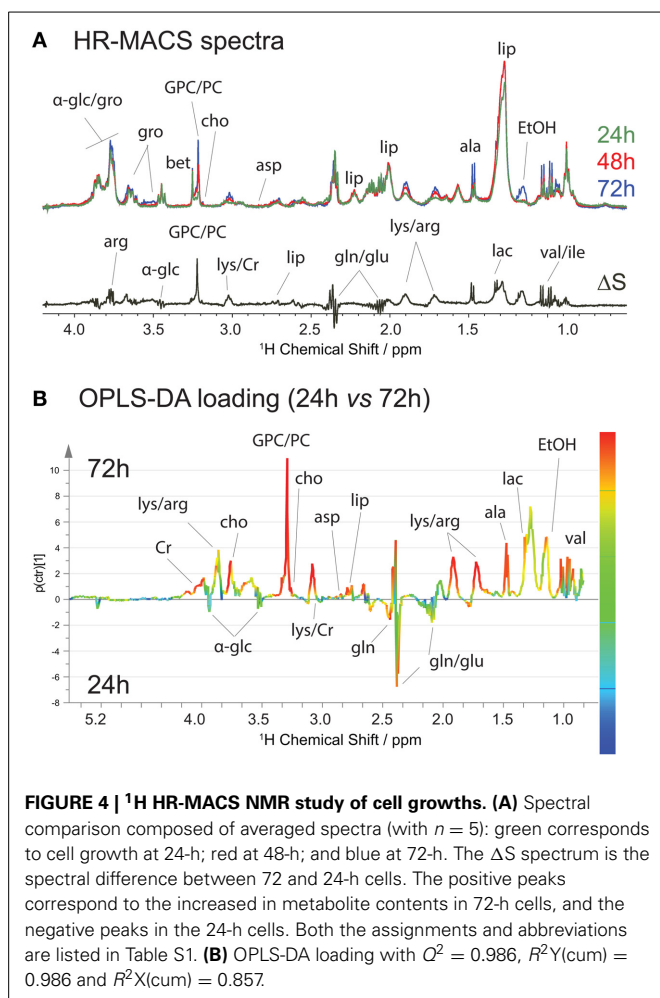 A HR-MACS spectra
lip
GPC/PC
α-glc/gro
cho
24h
EtOH
gro
48h
lip
ala
bet
asp
72h
lip
lys/arg
GPC/PC
arg
lac
α-glc
lys/Cr
lip
gln/glu
val/ile
ΔS
4.0 3.5 3.0 2.5 2.0 1.5 1.0
¹H Chemical Shift / ppm
B OPLS-DA loading (24h vs 72h)
GPC/PC
EtOH
72h
10
cho
lac
8
lys/arg
lip
lys/arg
ala
6
cho
asp
val
Cr
4
p(ctr)[1]
2
0
lys/Cr
-2
α-glc
gln
-4
gln/glu
-6
24h
-8
5.2 4.0 3.5 3.0 2.5 2.0 1.5 1.0
¹H Chemical Shift / ppm
FIGURE 4 | ¹H HR-MACS NMR study of cell growths. (A) Spectral
comparison composed of averaged spectra (with n = 5): green corresponds
to cell growth at 24-h; red at 48-h; and blue at 72-h. The ΔS spectrum is the
spectral difference between 72 and 24-h cells. The positive peaks
correspond to the increased in metabolite contents in 72-h cells, and the
negative peaks in the 24-h cells. Both the assignments and abbreviations
are listed in Table S1. (B) OPLS-DA loading with Q² = 0.986, R²Y(cum) =
0.986 and R²X(cum) = 0.857.